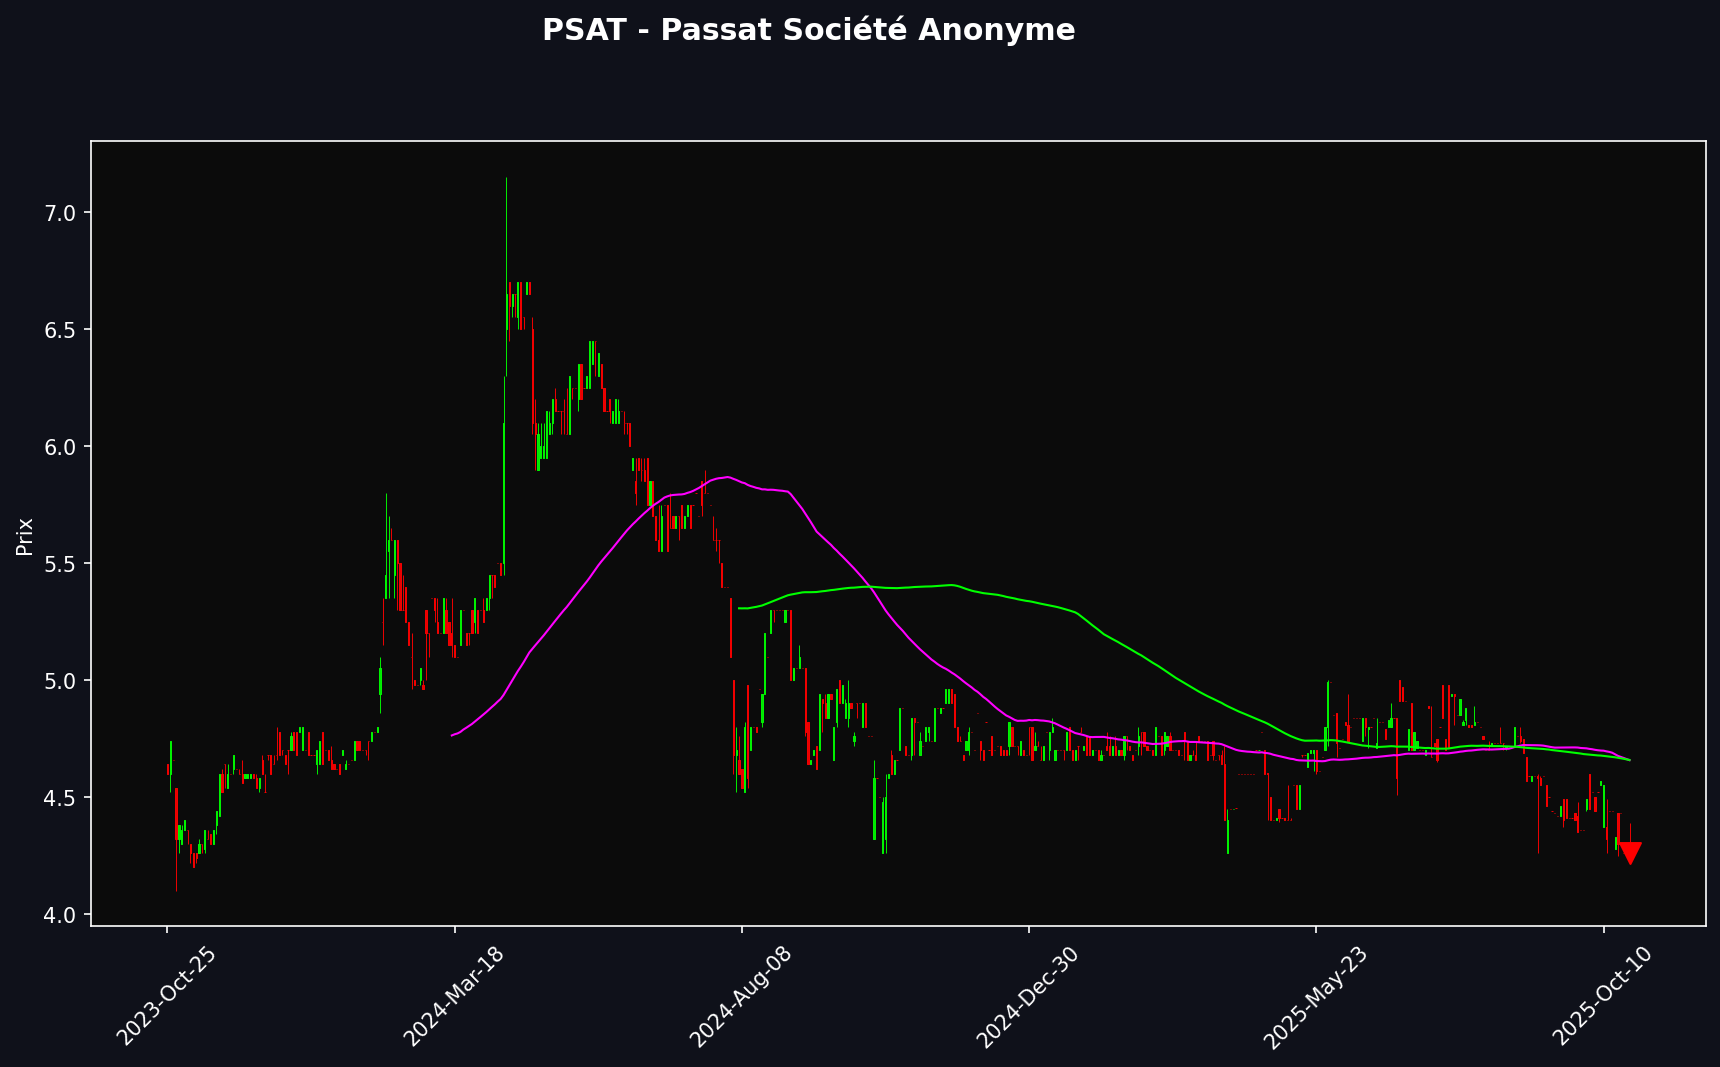 PSAT - Passat Société Anonyme
Prix
7.0
6.5
6.0
5.5
5.0
4.5
4.0
2023-Oct-25
2024-Mar-18
2024-Aug-08
2024-Dec-30
2025-May-23
2025-Oct-10